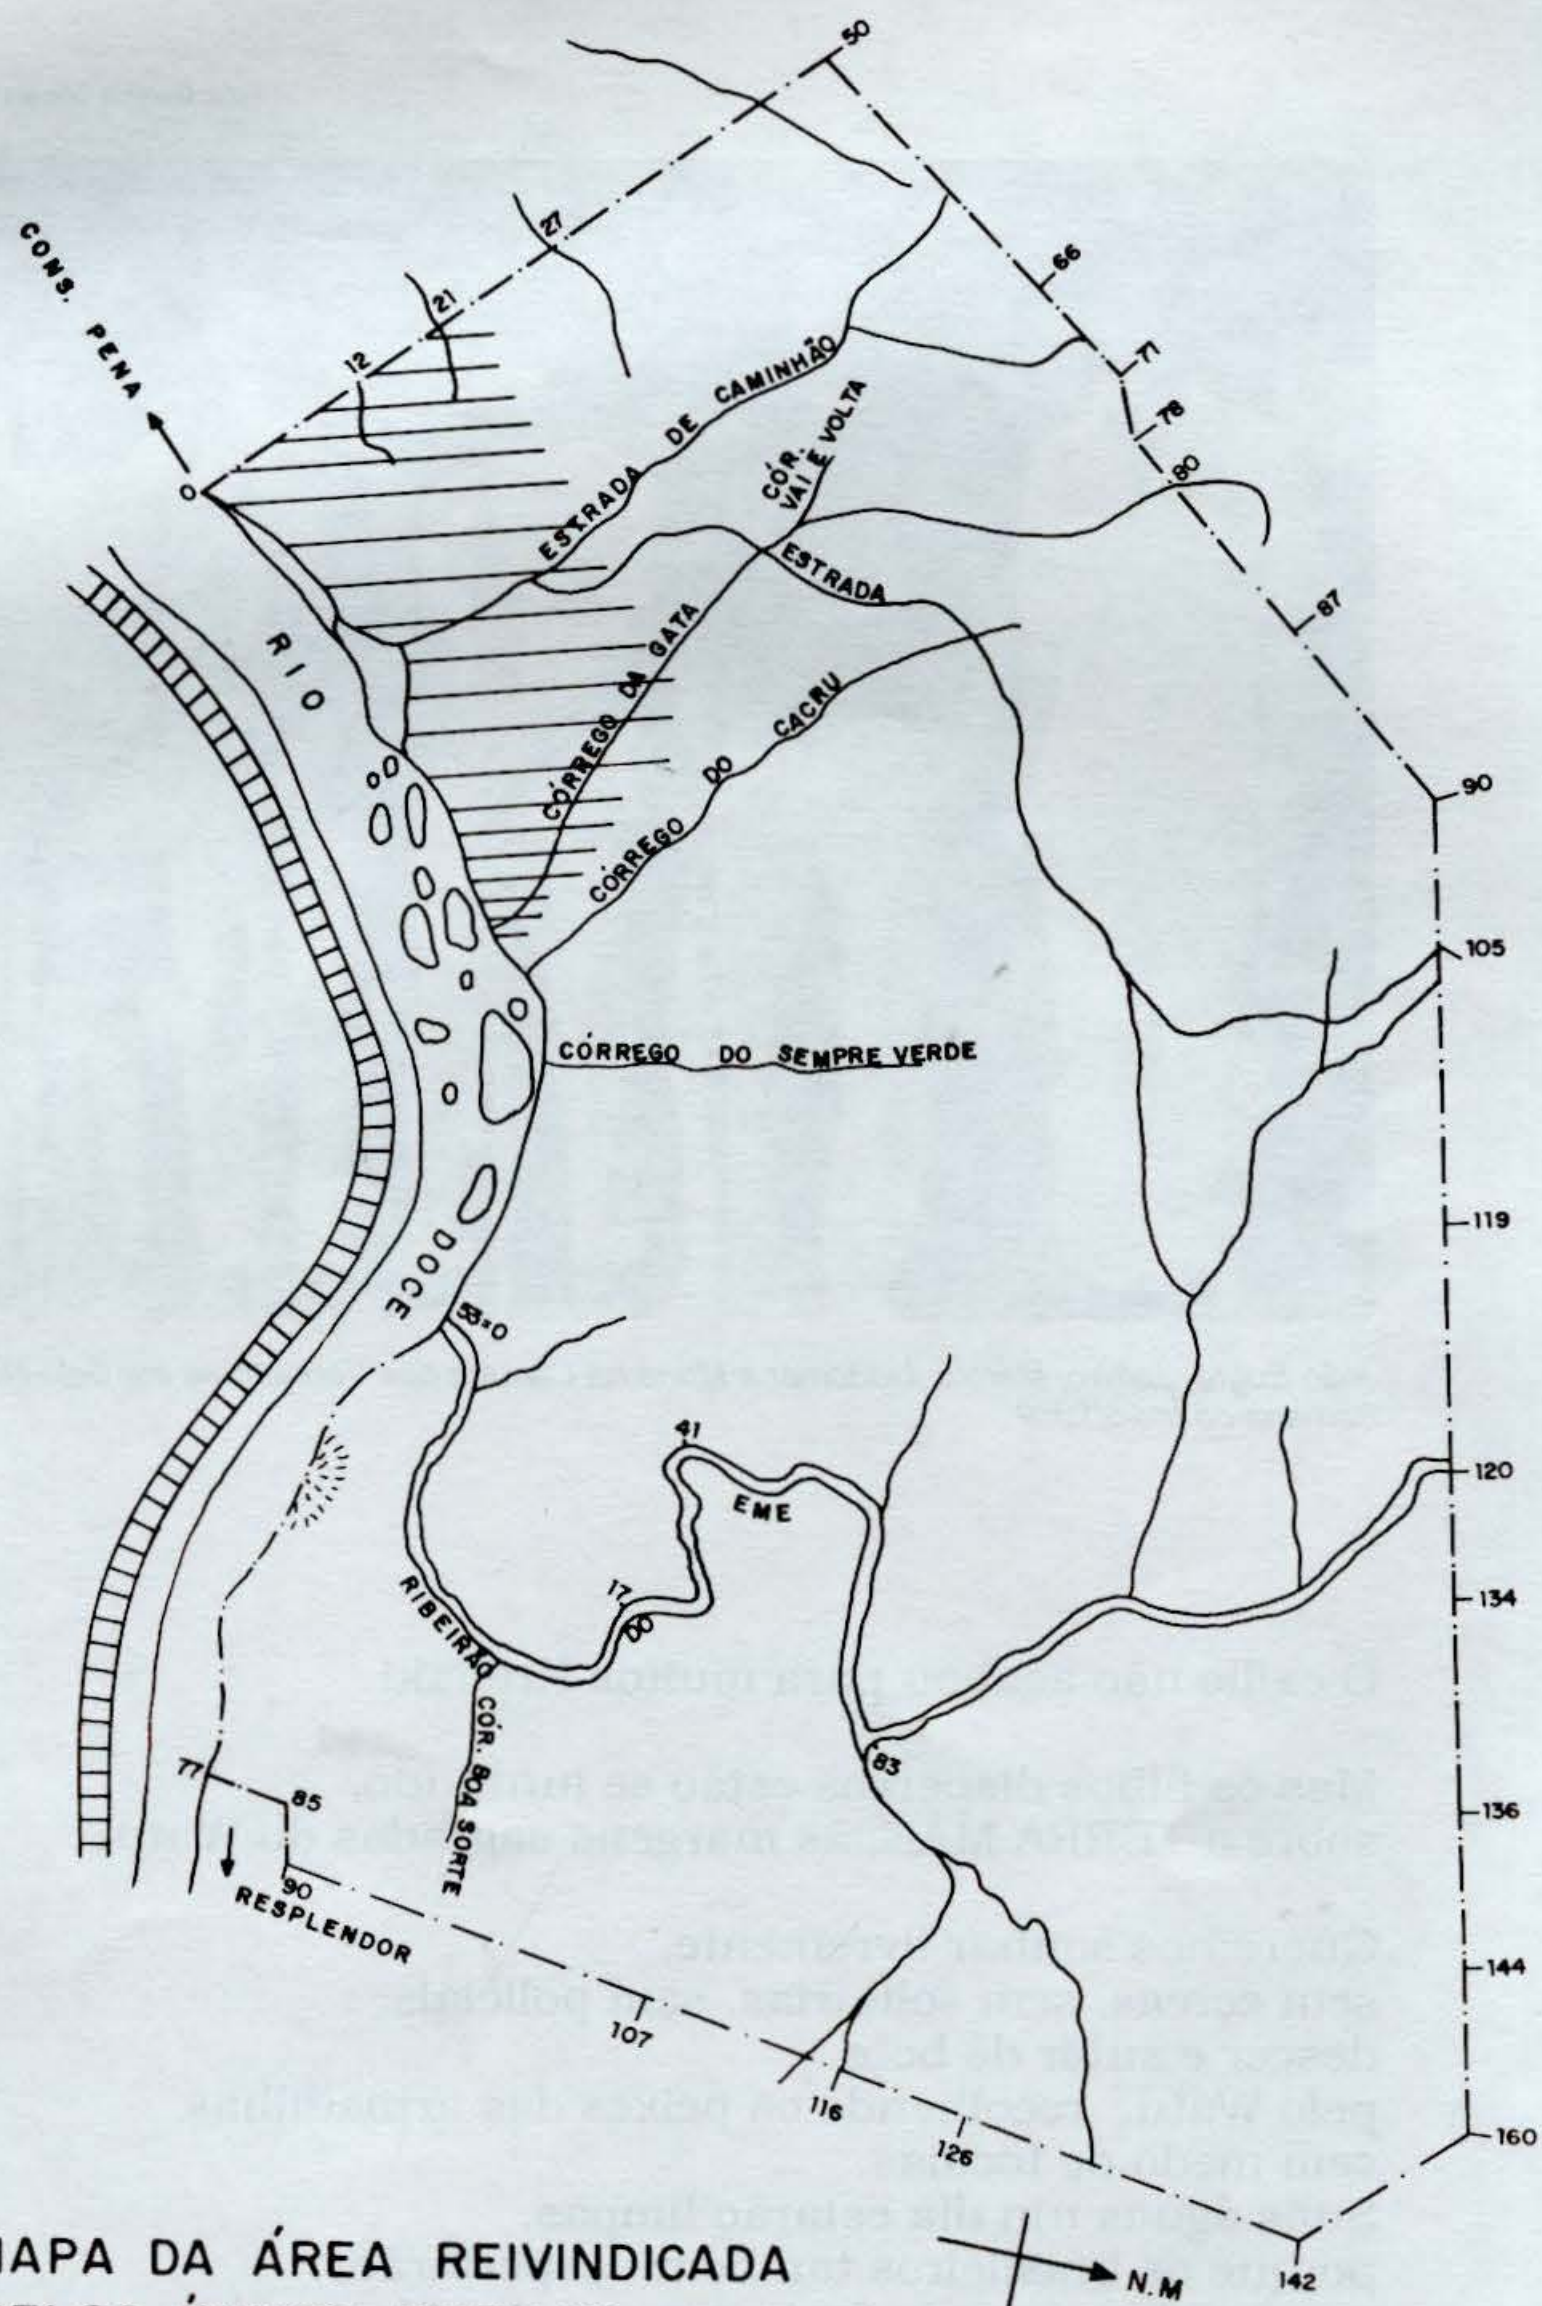 50
CONS. PENA
27
66
21
12
71
78
ESTRADA DE CAMINHÃO
CÓR. VAI E VOLTA
80
0
ESTRADA
87
RIO
CÓRREGO DA GATA
CÓRREGO DO CACRU
90
105
CÓRREGO DO SEMPRE VERDE
119
DOCE
53=0
41
EME
120
17
DO
RIBEIRÃO
134
CÓR. BOA SORTE
83
77
85
136
90
RESPLENDOR
144
107
116
126
160
MAPA DA ÁREA REIVINDICADA
N.M
142